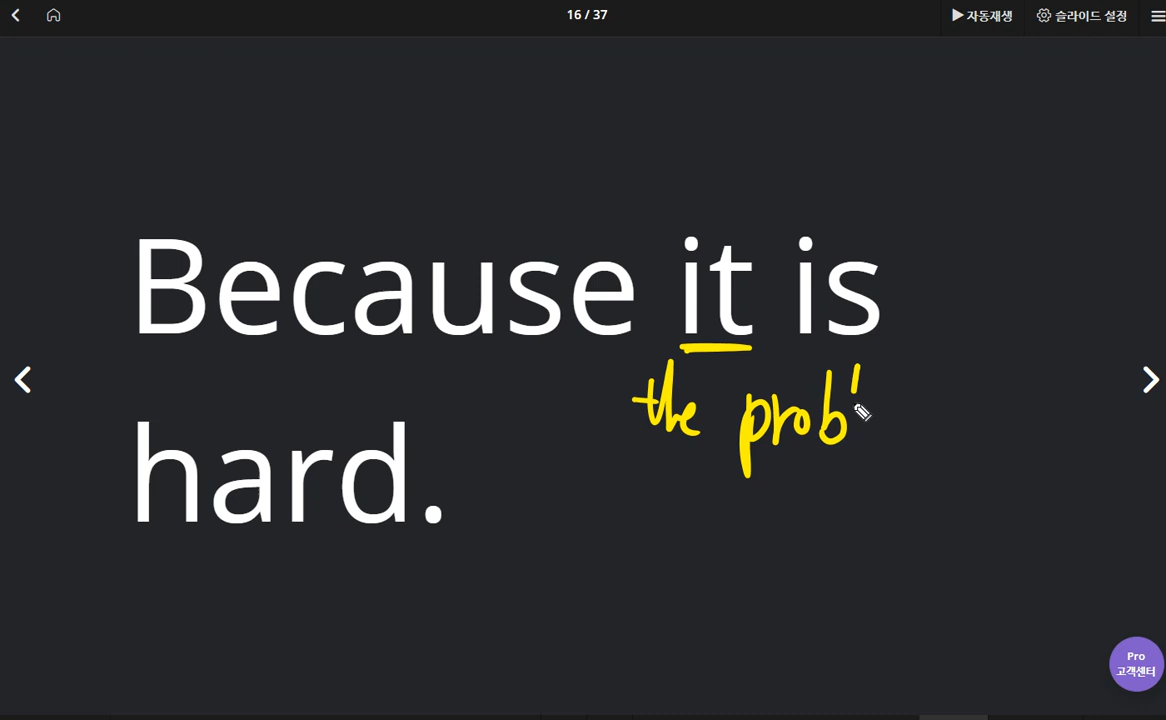 16 / 37
▶자동재생
슬라이드 설정
Because it is
the prob
hard.
Pro
고객센터